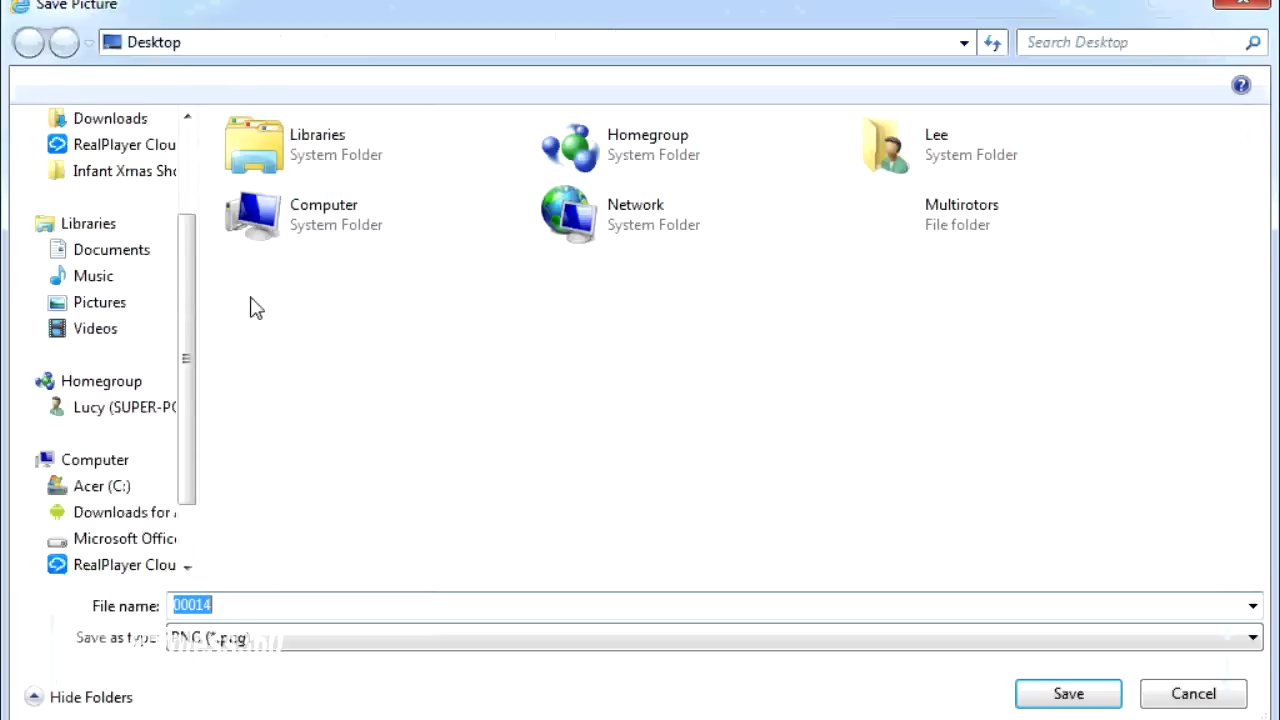 Save Picture
Desktop
Search Desktop
Downloads
RealPlayer Clou
Infant Xmas Sho
Libraries
Documents
Music
Pictures
Videos
Homegroup
Lucy (SUPER-PC
Computer
Acer (C:)
Downloads for
Microsoft Office
RealPlayer Clou
Libraries
System Folder
Homegroup
System Folder
Lee
System Folder
Computer
System Folder
Network
System Folder
Multirotors
File folder
File name: 00014
Save as type: PNG (*.png)
Hide Folders
Save
Cancel